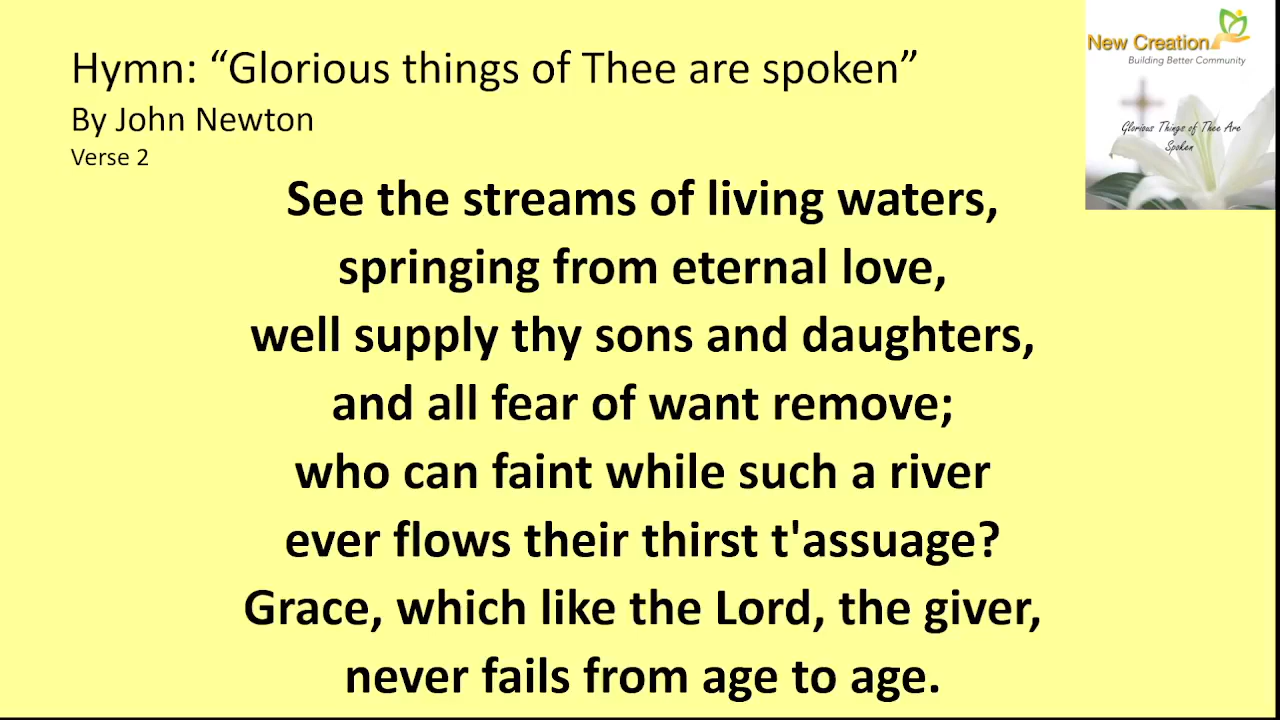 Hymn: “Glorious things of Thee are spoken”
By John Newton
Verse 2
See the streams of living waters,
springing from eternal love,
well supply thy sons and daughters,
and all fear of want remove;
who can faint while such a river
ever flows their thirst t'assuage?
Grace, which like the Lord, the giver,
never fails from age to age.
New Creation
Building Better Community
Glorious Things of Thee Are
Spoken